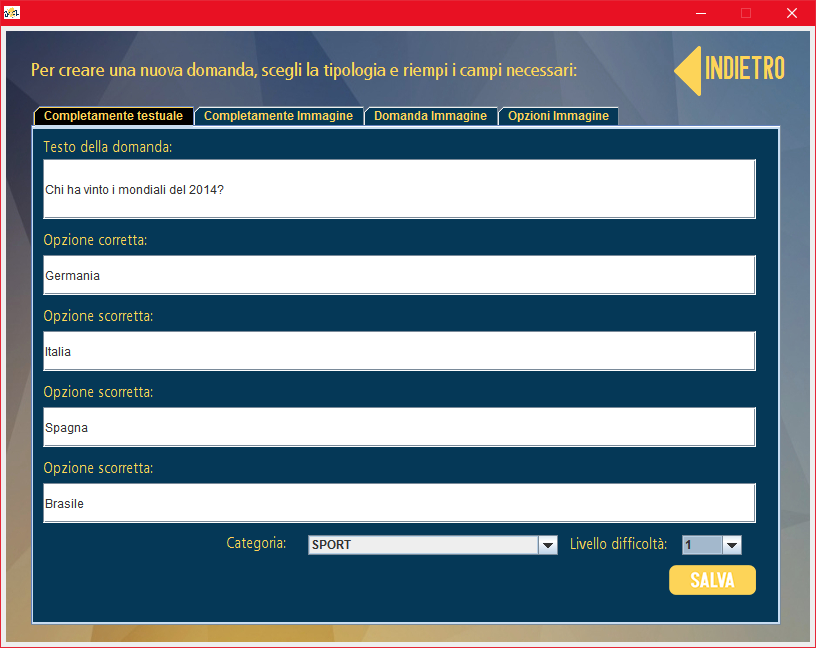 Per creare una nuova domanda, scegli la tipologia e riempi i campi necessari:
INDIETRO
Completamente testuale
Completamente Immagine
Domanda Immagine
Opzioni Immagine
Testo della domanda:
Chi ha vinto i mondiali del 2014?
Opzione corretta:
Germania
Opzione scorretta:
Italia
Opzione scorretta:
Spagna
Opzione scorretta:
Brasile
Categoria:
SPORT
Livello difficoltà:
1
SALVA